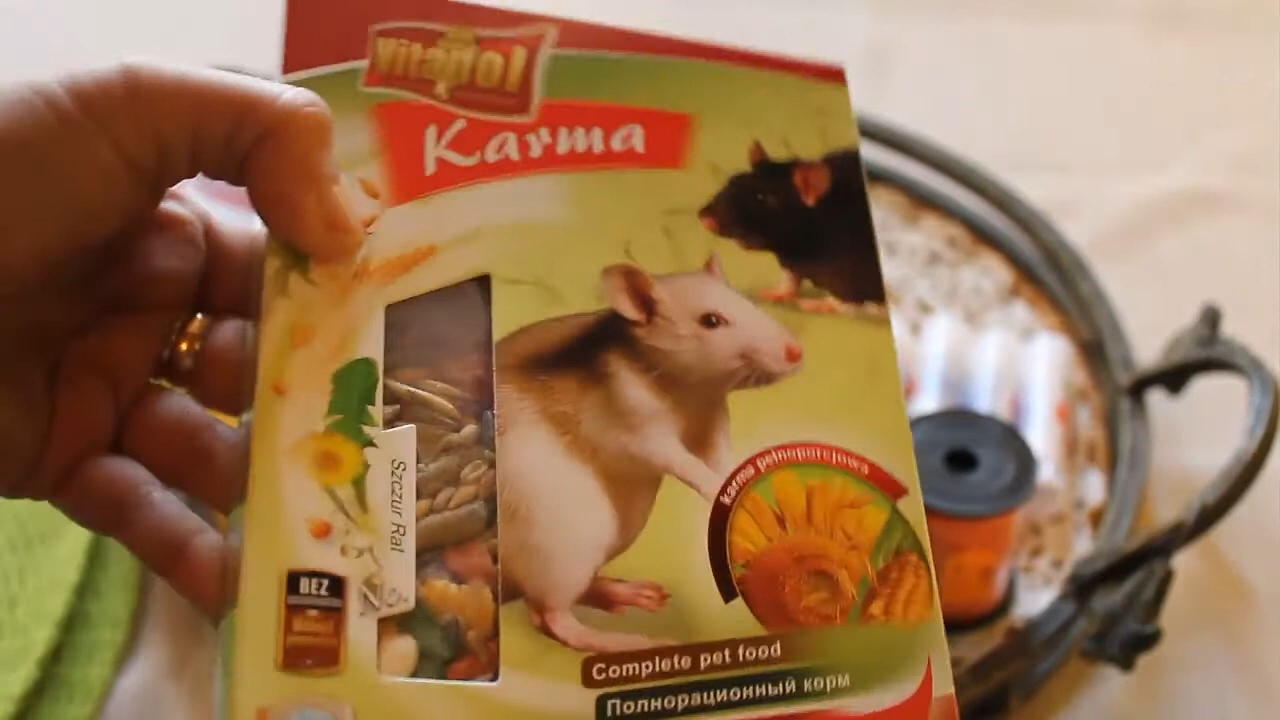 Vitapol
Karma
karma pełnoporcjowa
Szczur Rat
BEZ
Complete pet food
Полнорационный корм